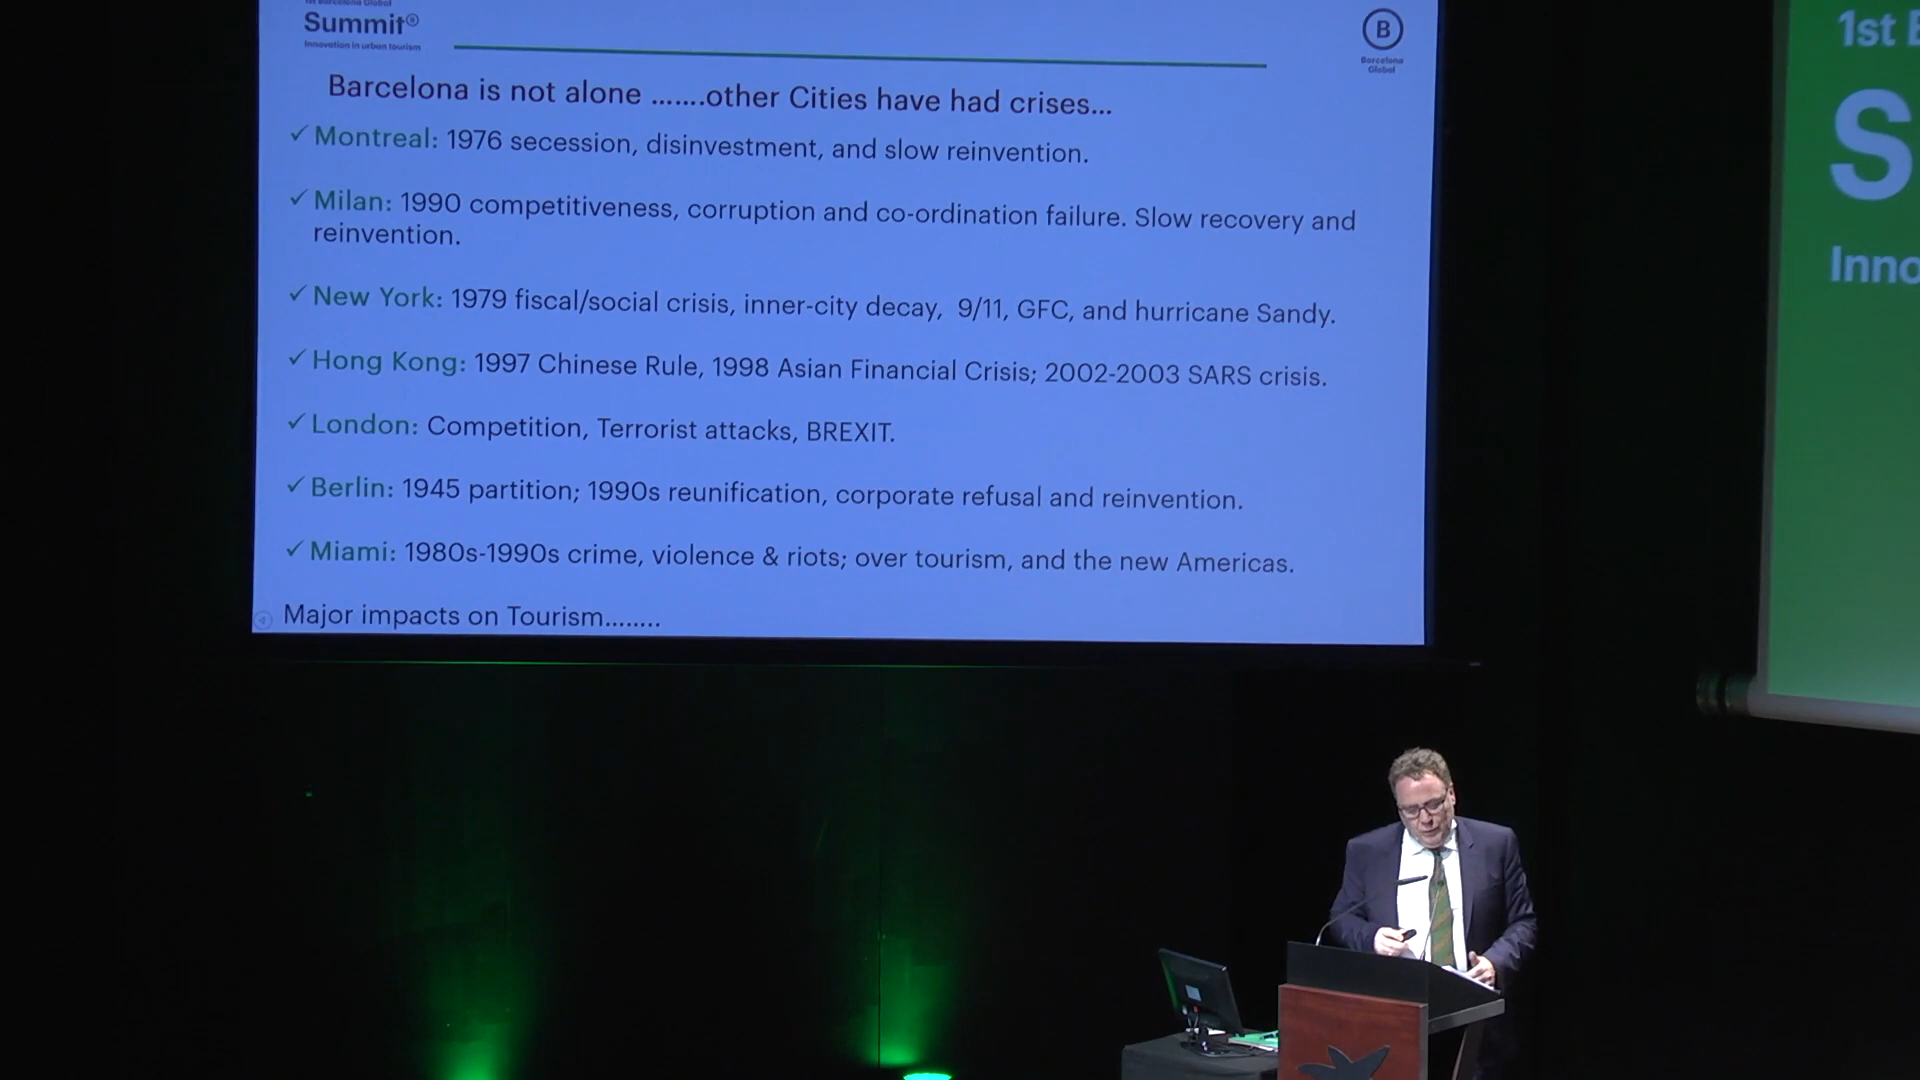 1st Barcelona Global
Summit®
Innovation in urban tourism
B
Barcelona
Global
Barcelona is not alone .......other Cities have had crises...
✓ Montreal: 1976 secession, disinvestment, and slow reinvention.
✓ Milan: 1990 competitiveness, corruption and co-ordination failure. Slow recovery and
reinvention.
✓ New York: 1979 fiscal/social crisis, inner-city decay, 9/11, GFC, and hurricane Sandy.
✓ Hong Kong: 1997 Chinese Rule, 1998 Asian Financial Crisis; 2002-2003 SARS crisis.
✓ London: Competition, Terrorist attacks, BREXIT.
✓ Berlin: 1945 partition; 1990s reunification, corporate refusal and reinvention.
✓ Miami: 1980s-1990s crime, violence & riots; over tourism, and the new Americas.
Major impacts on Tourism........
1st B
S
Inno